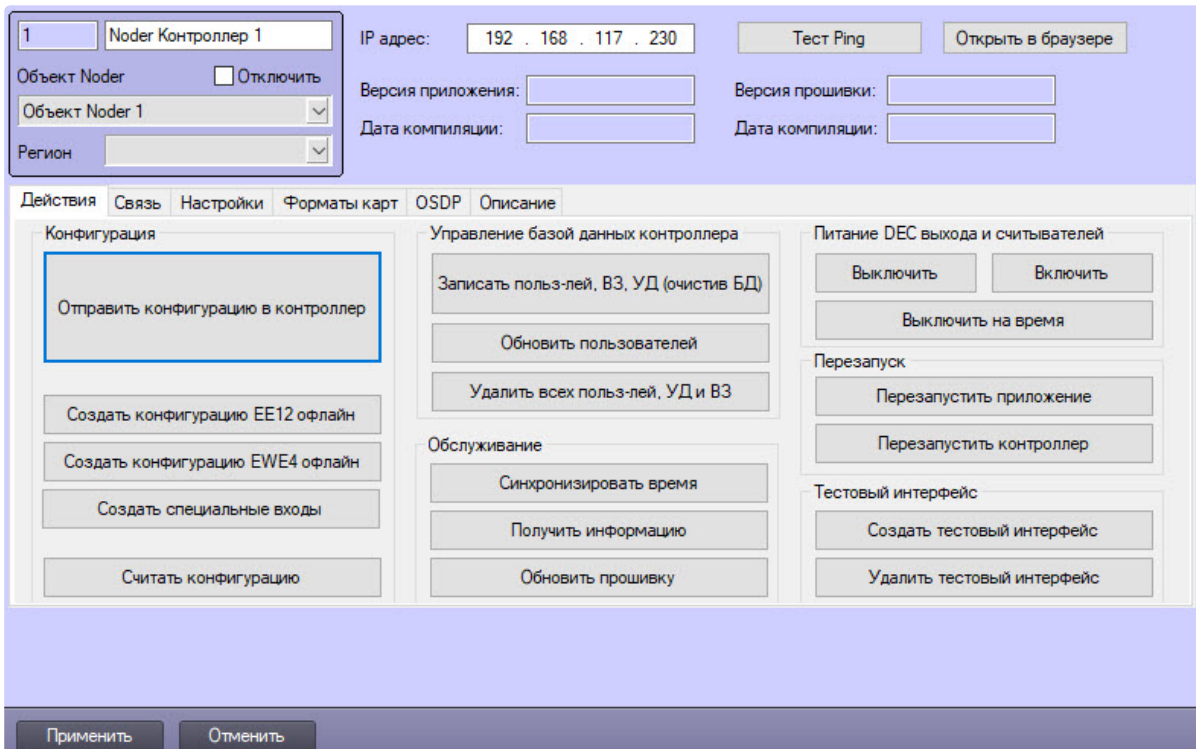 1
Noder Контроллер 1
IP адрес:
192 . 168 . 117 . 230
Тест Ping
Открыть в браузере
Объект Noder
Отключить
Объект Noder 1
Регион
Версия приложения:
Версия прошивки:
Дата компиляции:
Дата компиляции:
Действия
Связь
Настройки
Форматы карт
OSDP
Описание
Конфигурация
Отправить конфигурацию в контроллер
Создать конфигурацию EE12 офлайн
Создать конфигурацию EWE4 офлайн
Создать специальные входы
Считать конфигурацию
Управление базой данных контроллера
Записать польз-лей, ВЗ, УД (очистив БД)
Обновить пользователей
Удалить всех польз-лей, УД и ВЗ
Обслуживание
Синхронизировать время
Получить информацию
Обновить прошивку
Питание DEC выхода и считывателей
Выключить
Включить
Выключить на время
Перезапуск
Перезапустить приложение
Перезапустить контроллер
Тестовый интерфейс
Создать тестовый интерфейс
Удалить тестовый интерфейс
Применить
Отменить